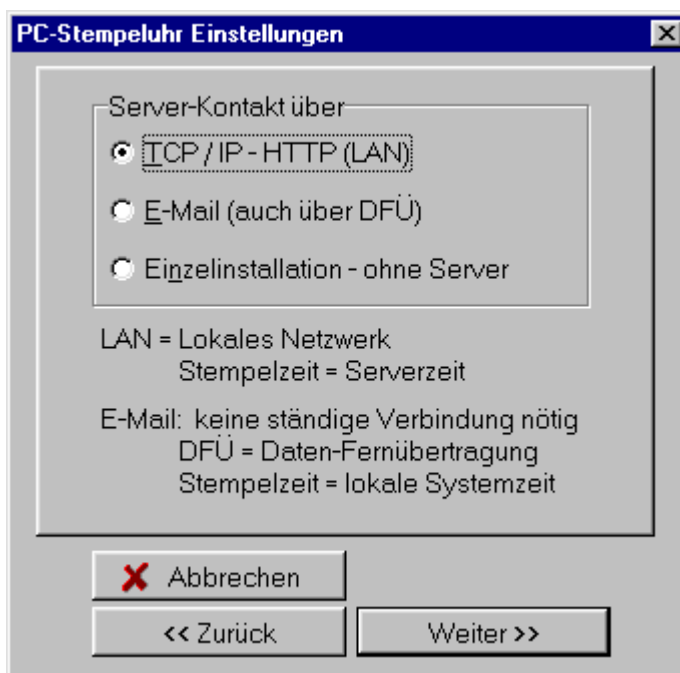 PC-Stempeluhr Einstellungen
Server-Kontakt über
TCP / IP - HTTP (LAN)
E-Mail (auch über DFÜ)
Einzelinstallation - ohne Server
LAN = Lokales Netzwerk
Stempelzeit = Serverzeit
E-Mail: keine ständige Verbindung nötig
DFÜ = Daten-Fernübertragung
Stempelzeit = lokale Systemzeit
Abbrechen
<< Zurück
Weiter >>